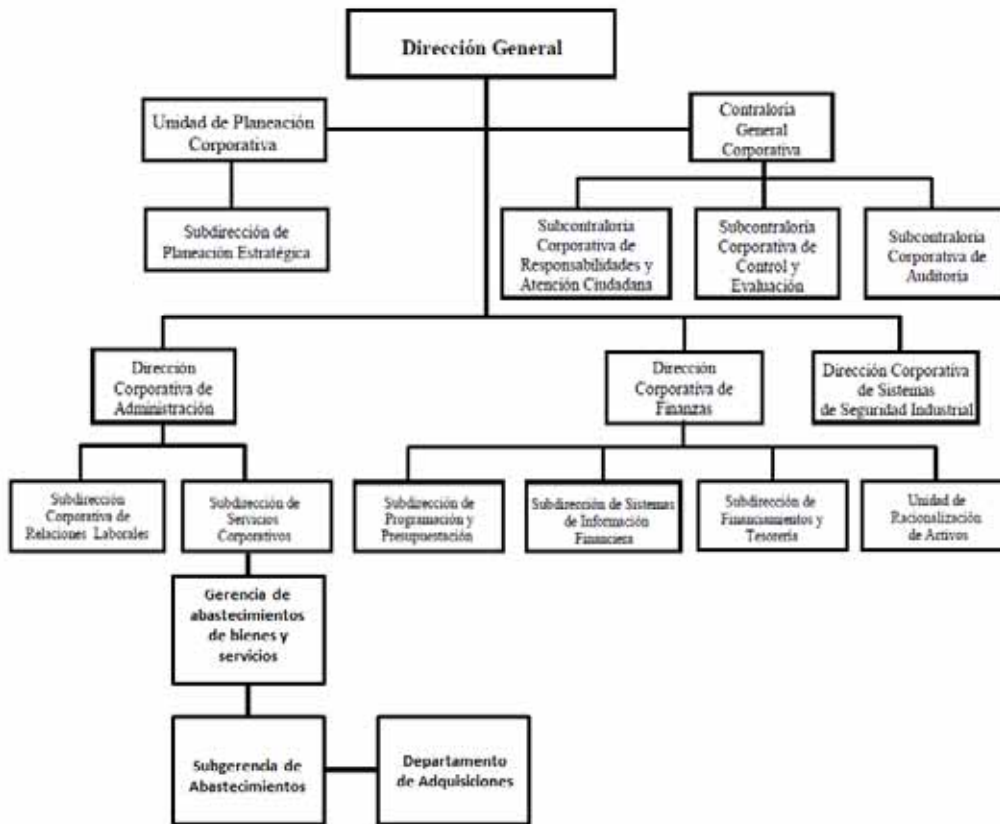 Dirección General
Unidad de Planeación
Corporativa
Contraloría
General
Corporativa
Subdirección de
Planeación Estratégica
Subcontraloría
Corporativa de
Responsabilidades y
Atención Ciudadana
Subcontraloría
Corporativa de
Control y
Evaluación
Subcontraloría
Corporativa de
Auditoría
Dirección
Corporativa de
Administración
Dirección
Corporativa de
Finanzas
Dirección Corporativa
de Sistemas
de Seguridad Industrial
Subdirección
Corporativa de
Relaciones Laborales
Subdirección de
Servicios
Corporativos
Subdirección de
Programación y
Presupuestación
Subdirección de Sistemas
de Información
Financiera
Subdirección de
Financiamientos y
Tesorería
Unidad de
Racionalización
de Activos
Gerencia de
abastecimientos
de bienes y
servicios
Subgerencia de
Abastecimientos
Departamento
de Adquisiciones